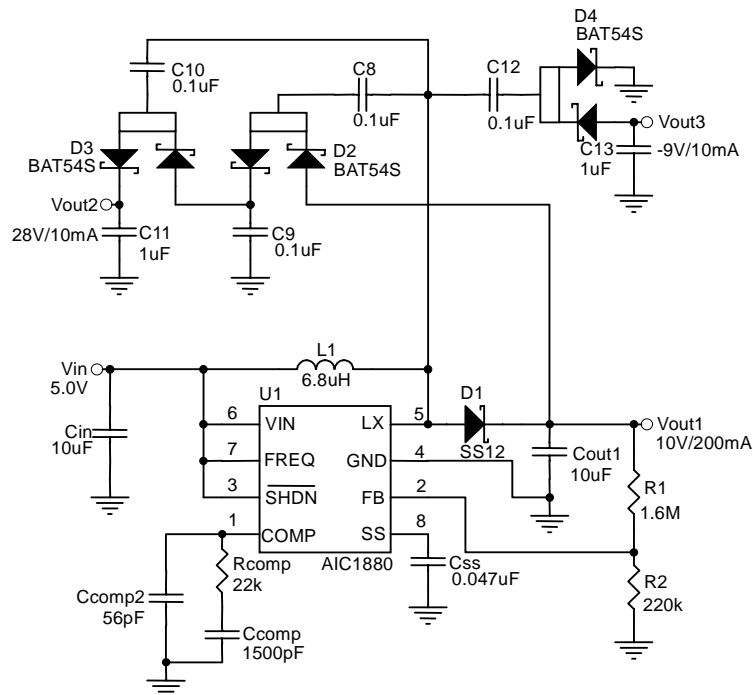 D4
BAT54S
C10
0.1uF
C8
0.1uF
C12
0.1uF
D3
BAT54S
D2
BAT54S
Vout3
-9V/10mA
C13
1uF
Vout2
28V/10mA
C11
1uF
C9
0.1uF
L1
6.8uH
Vin
5.0V
Cin
10uF
U1
6
VIN
LX
5
7
FREQ
GND
4
3
SHDN
FB
2
1
COMP
SS
8
AIC1880
D1
SS12
Vout1
10V/200mA
Cout1
10uF
R1
1.6M
R2
220k
Css
0.047uF
Rcomp
22k
Ccomp2
56pF
Ccomp
1500pF